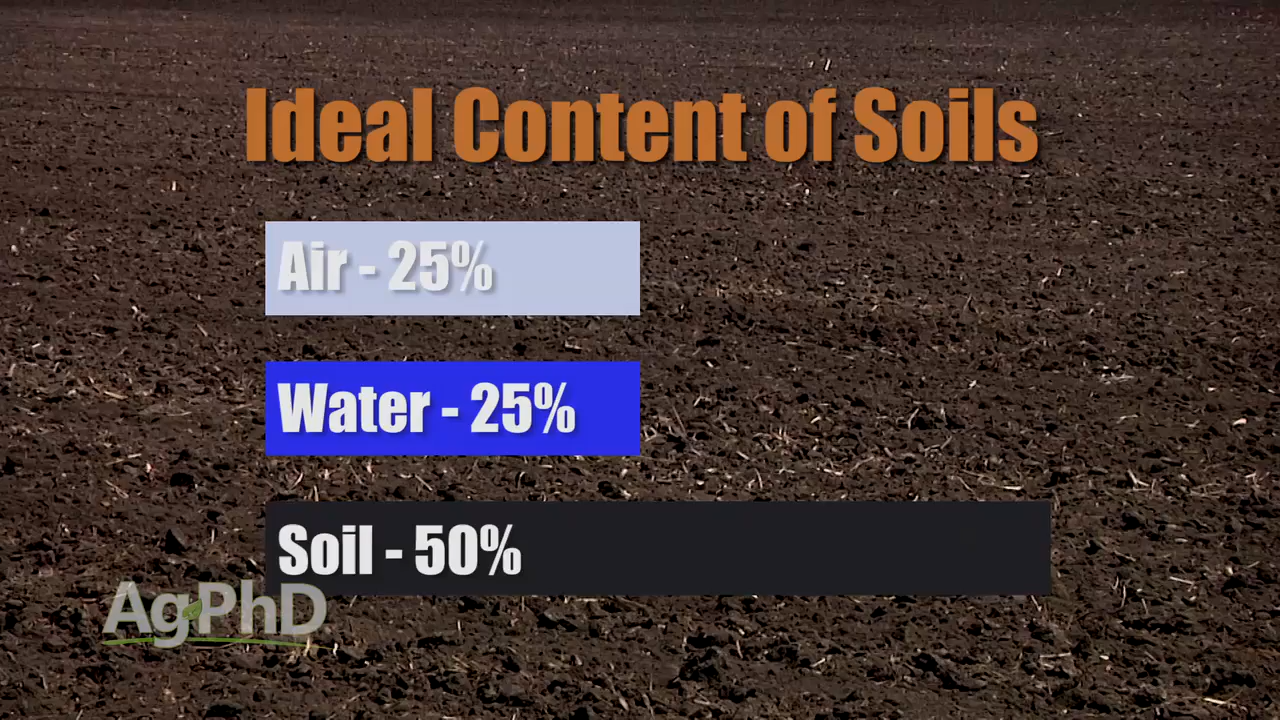 Ideal Content of Soils
Air - 25%
Water - 25%
Soil - 50%
AgPhD